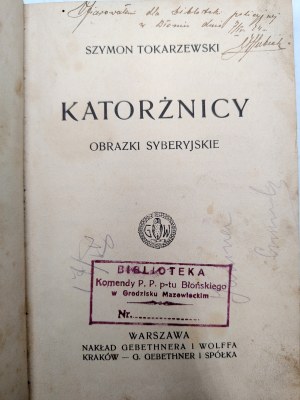 SZYMON TOKARZEWSKI
KATORŻNICY
OBRAZKI SYBERYJSKIE
G W
BIBLIOTEKA
Komendy P. P. p-tu Błońskiego
w Grodzisku Mazowieckim
Nr.
WARSZAWA
NAKŁAD GEBETHNERA I WOLFFA
KRAKÓW — G. GEBETHNER I SPÓŁKA